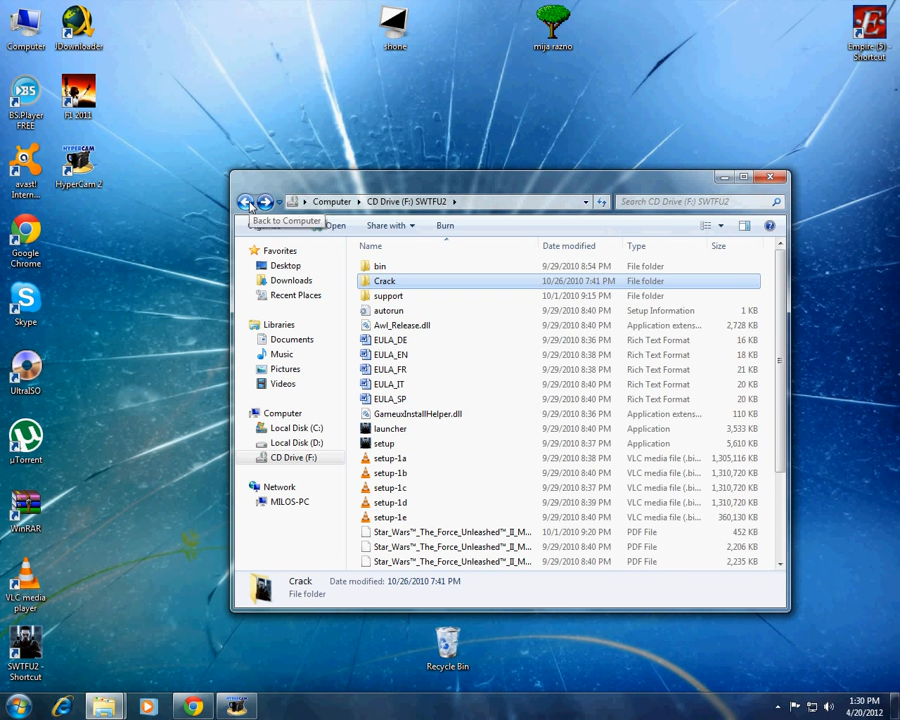 Computer
JDownloader
shone
mija razno
Empire (S) -
Shortcut
BS.Player
FREE
F1 2011
avast!
Intern...
HyperCam 2
Google
Chrome
Skype
UltraISO
µTorrent
WinRAR
VLC media
player
SWTFU2 -
Shortcut
Recycle Bin
Computer
CD Drive (F:) SWTFU2
Search CD Drive (F:) SWTFU2
Back to Computer
Open
Share with
Burn
Favorites
Desktop
Downloads
Recent Places
Libraries
Documents
Music
Pictures
Videos
Computer
Local Disk (C:)
Local Disk (D:)
CD Drive (F:)
Network
MILOS-PC
Name Date modified Type Size
bin 9/29/2010 8:54 PM File folder
Crack 10/26/2010 7:41 PM File folder
support 10/1/2010 9:15 PM File folder
autorun 9/29/2010 8:40 PM Setup Information 1 KB
Awl_Release.dll 9/29/2010 8:40 PM Application extens... 2,728 KB
EULA_DE 9/29/2010 8:36 PM Rich Text Format 16 KB
EULA_EN 9/29/2010 8:38 PM Rich Text Format 18 KB
EULA_FR 9/29/2010 8:40 PM Rich Text Format 21 KB
EULA_IT 9/29/2010 8:40 PM Rich Text Format 20 KB
EULA_SP 9/29/2010 8:40 PM Rich Text Format 20 KB
GameuxInstallHelper.dll 9/29/2010 8:36 PM Application extens... 110 KB
launcher 9/29/2010 8:40 PM Application 3,533 KB
setup 9/29/2010 8:37 PM Application 5,610 KB
setup-1a 9/29/2010 8:38 PM VLC media file (.bi... 1,305,116 KB
setup-1b 9/29/2010 8:40 PM VLC media file (.bi... 1,310,720 KB
setup-1c 9/29/2010 8:37 PM VLC media file (.bi... 1,310,720 KB
setup-1d 9/29/2010 8:39 PM VLC media file (.bi... 1,310,720 KB
setup-1e 9/29/2010 8:40 PM VLC media file (.bi... 360,130 KB
Star_Wars™_The_Force_Unleashed™_II_M... 10/1/2010 9:20 PM PDF File 452 KB
Star_Wars™_The_Force_Unleashed™_II_M... 9/29/2010 8:40 PM PDF File 2,206 KB
Star_Wars™_The_Force_Unleashed™_II_M... 9/29/2010 8:40 PM PDF File 2,235 KB
Crack Date modified: 10/26/2010 7:41 PM
File folder
1:30 PM
4/20/2012